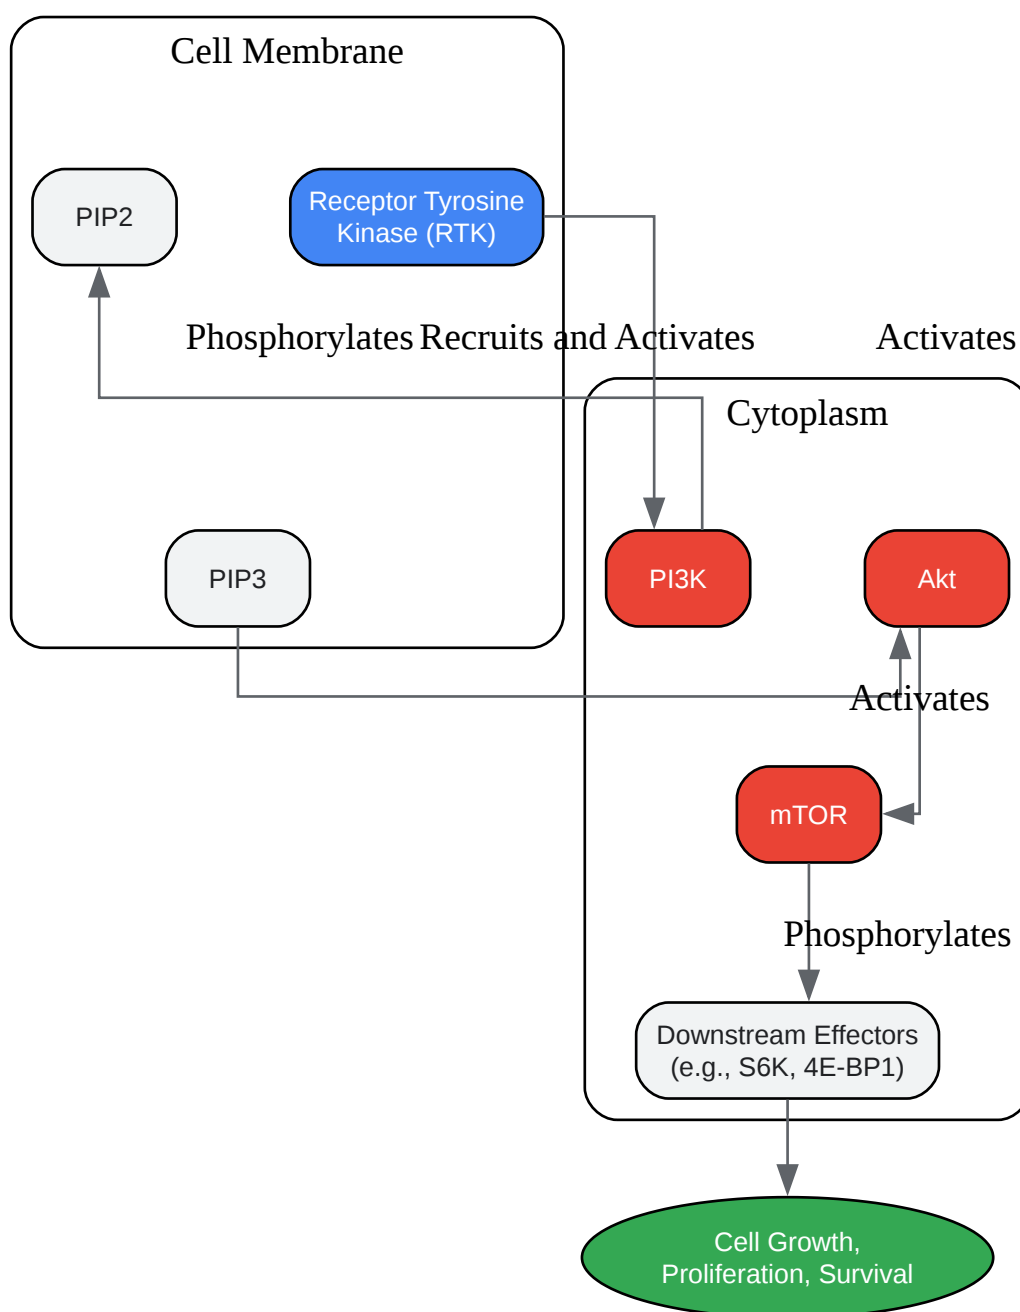 Cell Membrane
PIP2
Receptor Tyrosine
Kinase (RTK)
Phosphorylates
Recruits and Activates
Activates
Cytoplasm
PIP3
PI3K
Akt
Activates
mTOR
Phosphorylates
Downstream Effectors
(e.g., S6K, 4E-BP1)
Cell Growth,
Proliferation, Survival